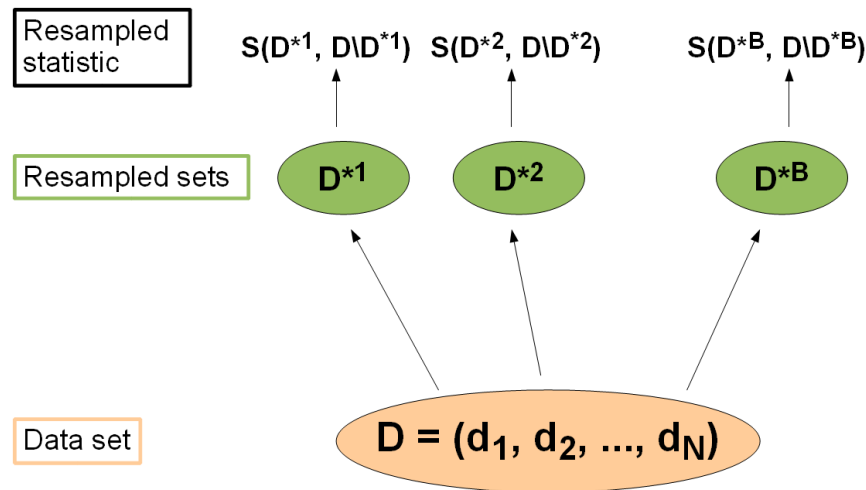 Resampled
statistic
S(D*1, D\D*1)
S(D*2, D\D*2)
S(D*B, D\D*B)
Resampled sets
D*1
D*2
D*B
Data set
D = (d1, d2, ..., dN)